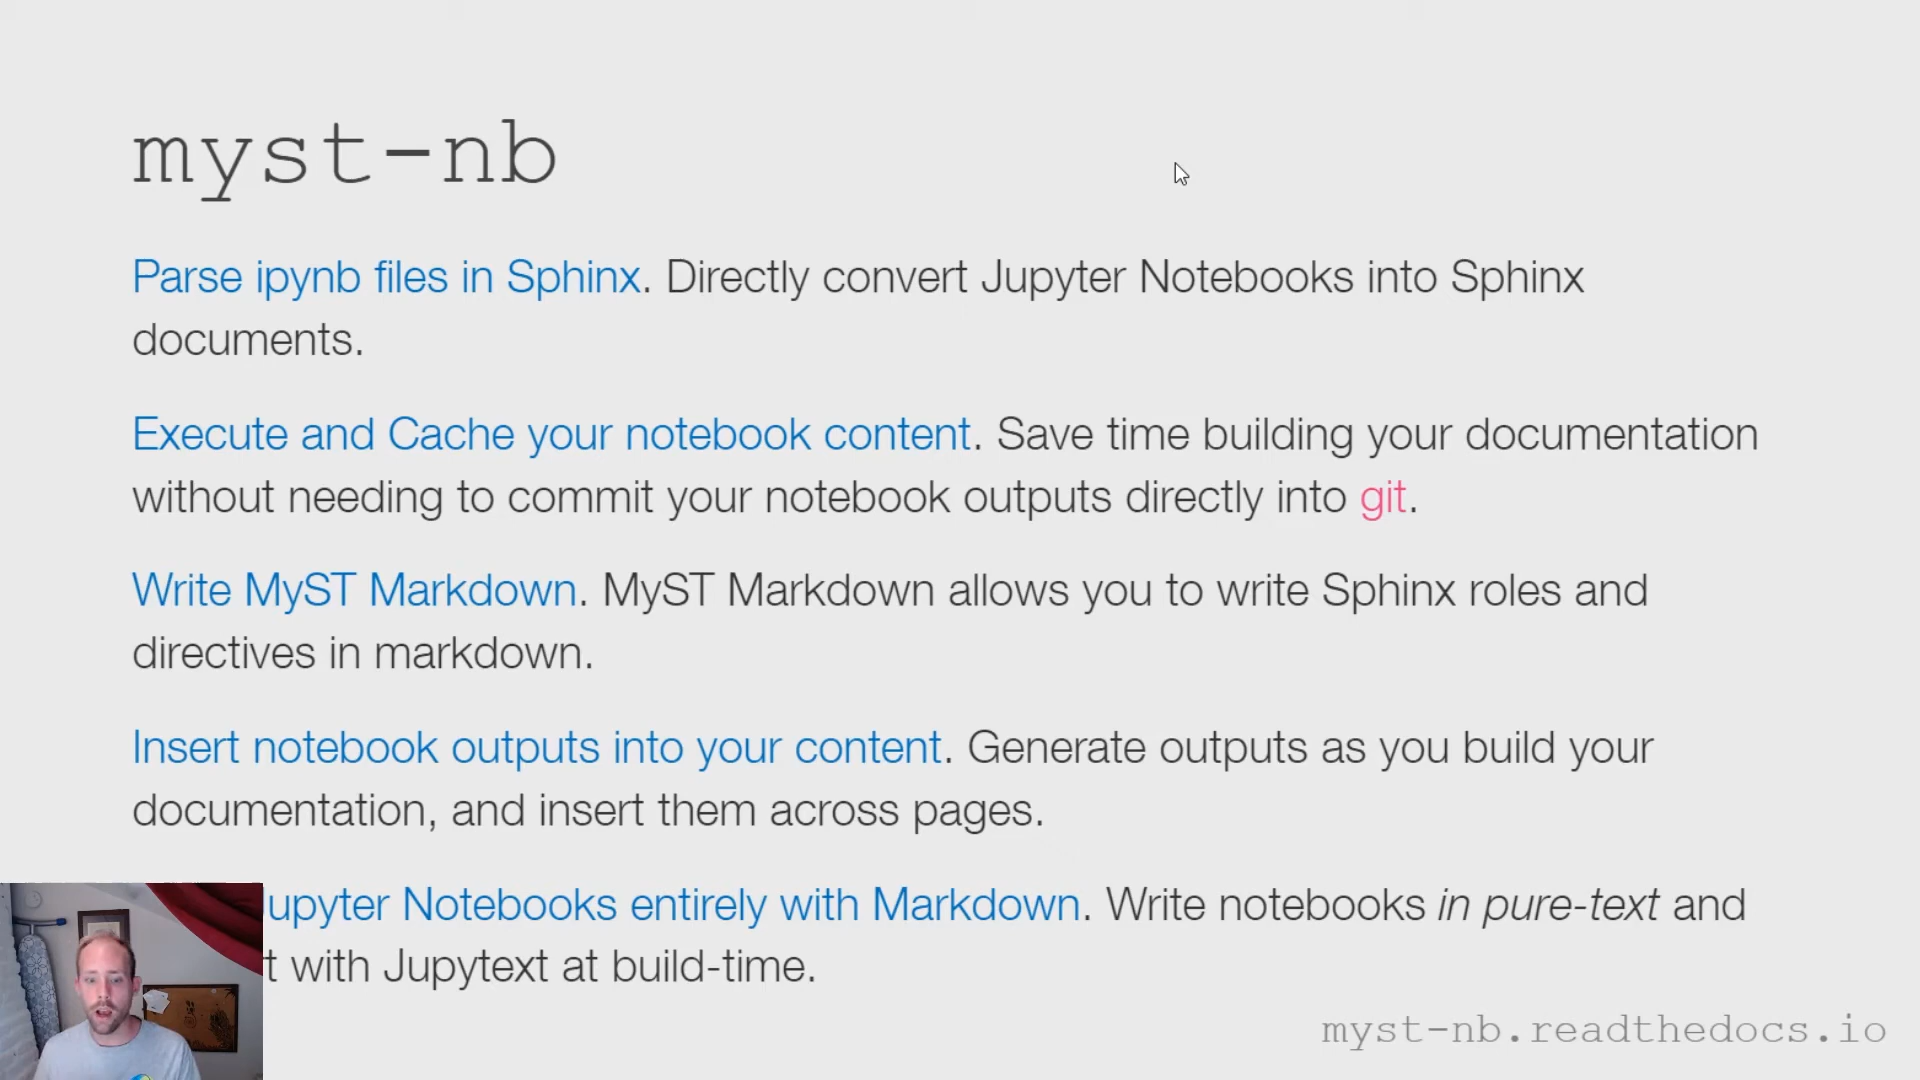 myst-nb
Parse ipynb files in Sphinx. Directly convert Jupyter Notebooks into Sphinx
documents.
Execute and Cache your notebook content. Save time building your documentation
without needing to commit your notebook outputs directly into git.
Write MyST Markdown. MyST Markdown allows you to write Sphinx roles and
directives in markdown.
Insert notebook outputs into your content. Generate outputs as you build your
documentation, and insert them across pages.
upyter Notebooks entirely with Markdown. Write notebooks in pure-text and
t with Jupytext at build-time.
myst-nb.readthedocs.io